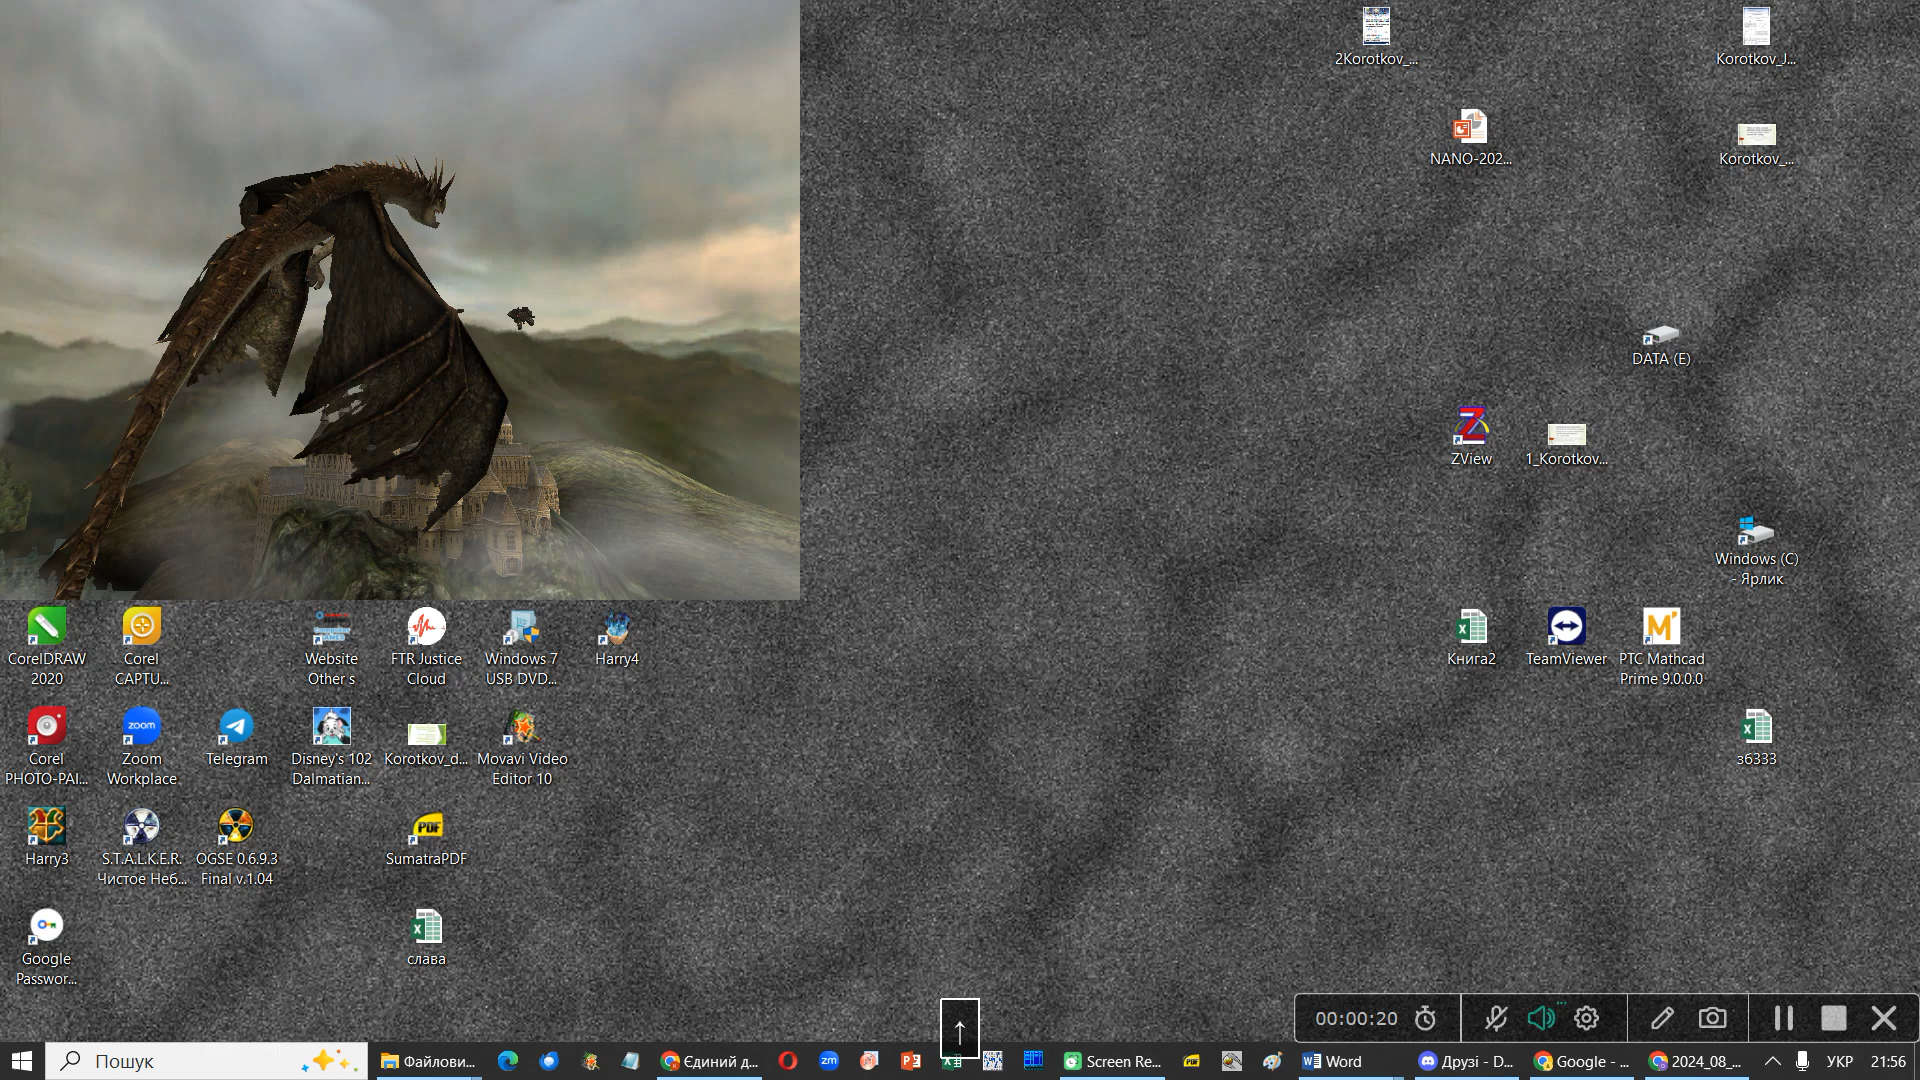 2Korotkov_...
Korotkov_J...
NANO-202...
Korotkov_...
DATA (E)
ZView
1_Korotkov...
Windows (C)
- Ярлик
CorelDRAW
2020
Corel
CAPTU...
Website
Other s
FTR Justice
Cloud
Windows 7
USB DVD...
Harry4
Книга2
TeamViewer
PTC Mathcad
Prime 9.0.0.0
Corel
PHOTO-PAI...
zoom
Zoom
Workplace
Telegram
Disney's 102
Dalmatian...
Korotkov_d...
Movavi Video
Editor 10
з6333
Harry3
S.T.A.L.K.E.R.
Чистое Неб...
OGSE 0.6.9.3
Final v.1.04
PDF
SumatraPDF
Google
Passwor...
слава
00:00:20
Пошук
Файлови...
Єдиний д...
zm
Screen Re...
PDF
Word
Друзі - D...
Google - ...
2024_08_...
УКР
21:56